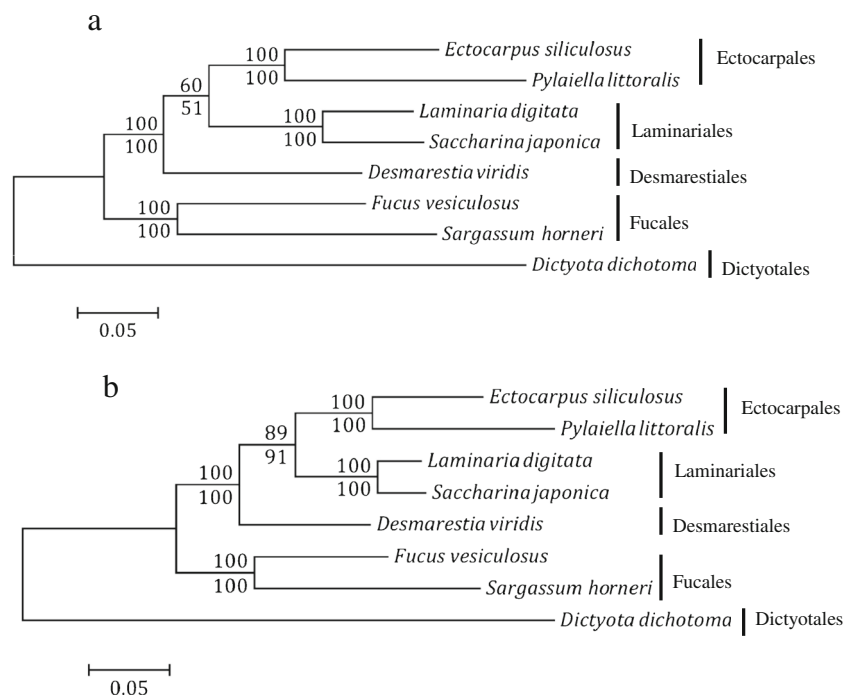 a
100
100
Ectocarpus siliculosus
Pylaiella littoralis
Ectocarpales
60
51
100
100
Laminaria digitata
Saccharina japonica
Laminariales
100
100
Desmarestia viridis
Desmarestiales
100
100
Fucus vesiculosus
Sargassum horneri
Fucales
Dictyota dichotoma
Dictyotales
0.05
b
100
100
Ectocarpus siliculosus
Pylaiella littoralis
Ectocarpales
89
91
100
100
Laminaria digitata
Saccharina japonica
Laminariales
100
100
Desmarestia viridis
Desmarestiales
100
100
Fucus vesiculosus
Sargassum horneri
Fucales
Dictyota dichotoma
Dictyotales
0.05